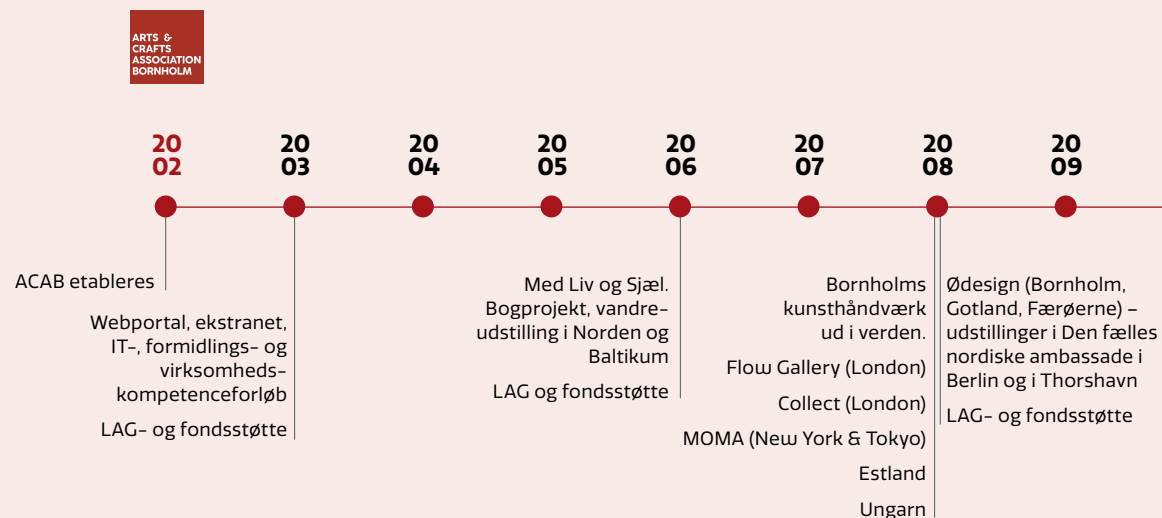 ARTS &
CRAFTS
ASSOCIATION
BORNHOLM
20
02
20
03
20
04
20
05
20
06
20
07
20
08
20
09
ACAB etableres
Webportal, ekstranet,
IT-, formidlings- og
virksomheds-
kompetenceforløb
LAG- og fondsstøtte
Med Liv og Sjæl.
Bogprojekt, vandre-
udstilling i Norden og
Baltikum
LAG og fondsstøtte
Bornholms
kunsthåndværk
ud i verden.
Flow Gallery (London)
Collect (London)
MOMA (New York & Tokyo)
Estland
Ungarn
Ødesign (Bornholm,
Gotland, Færøerne) –
udstillinger i Den fælles
nordiske ambassade i
Berlin og i Thorshavn
LAG- og fondsstøtte